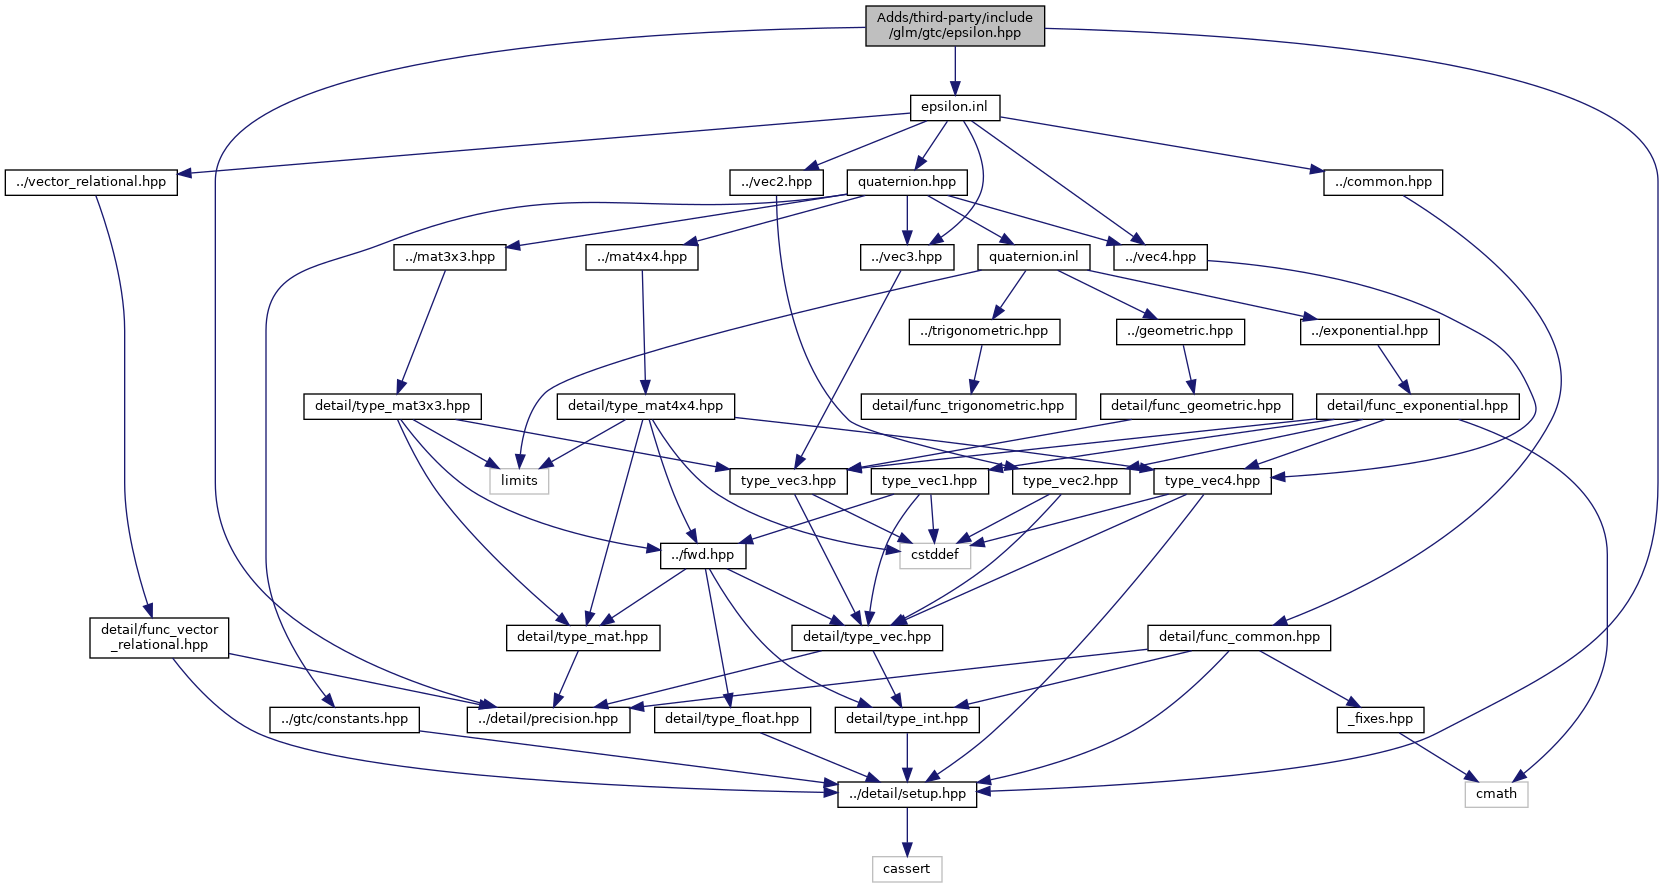 Adds/third-party/include
/glm/gtc/epsilon.hpp
epsilon.inl
../vector_relational.hpp
../vec2.hpp
quaternion.hpp
../common.hpp
../mat3x3.hpp
../mat4x4.hpp
../vec3.hpp
quaternion.inl
../vec4.hpp
../trigonometric.hpp
../geometric.hpp
../exponential.hpp
detail/type_mat3x3.hpp
detail/type_mat4x4.hpp
detail/func_trigonometric.hpp
detail/func_geometric.hpp
detail/func_exponential.hpp
limits
type_vec3.hpp
type_vec1.hpp
type_vec2.hpp
type_vec4.hpp
../fwd.hpp
cstddef
detail/func_vector
_relational.hpp
detail/type_mat.hpp
detail/type_vec.hpp
detail/func_common.hpp
../gtc/constants.hpp
../detail/precision.hpp
detail/type_float.hpp
detail/type_int.hpp
_fixes.hpp
../detail/setup.hpp
cmath
cassert